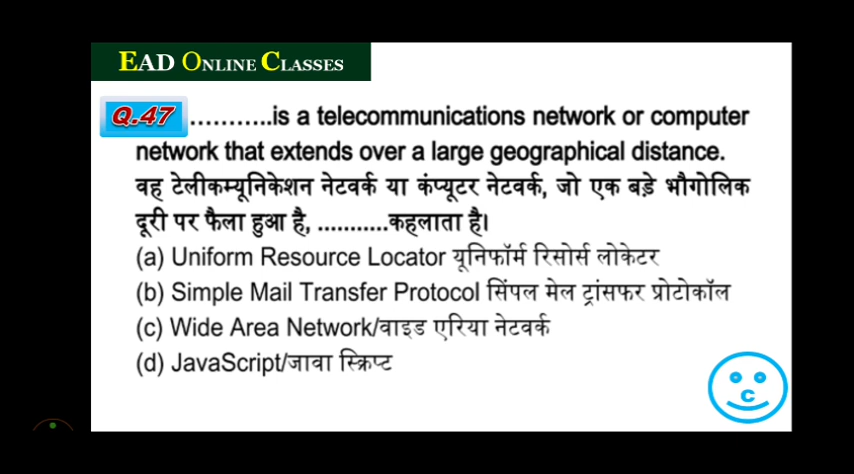 EAD ONLINE CLASSES
Q.47 ...........is a telecommunications network or computer
network that extends over a large geographical distance.
वह टेलीकम्यूनिकेशन नेटवर्क या कंप्यूटर नेटवर्क, जो एक बड़े भौगोलिक
दूरी पर फैला हुआ है, ...........कहलाता है।
(a) Uniform Resource Locator यूनिफॉर्म रिसोर्स लोकेटर
(b) Simple Mail Transfer Protocol सिंपल मेल ट्रांसफर प्रोटोकॉल
(c) Wide Area Network/वाइड एरिया नेटवर्क
(d) JavaScript/जावा स्क्रिप्ट
c